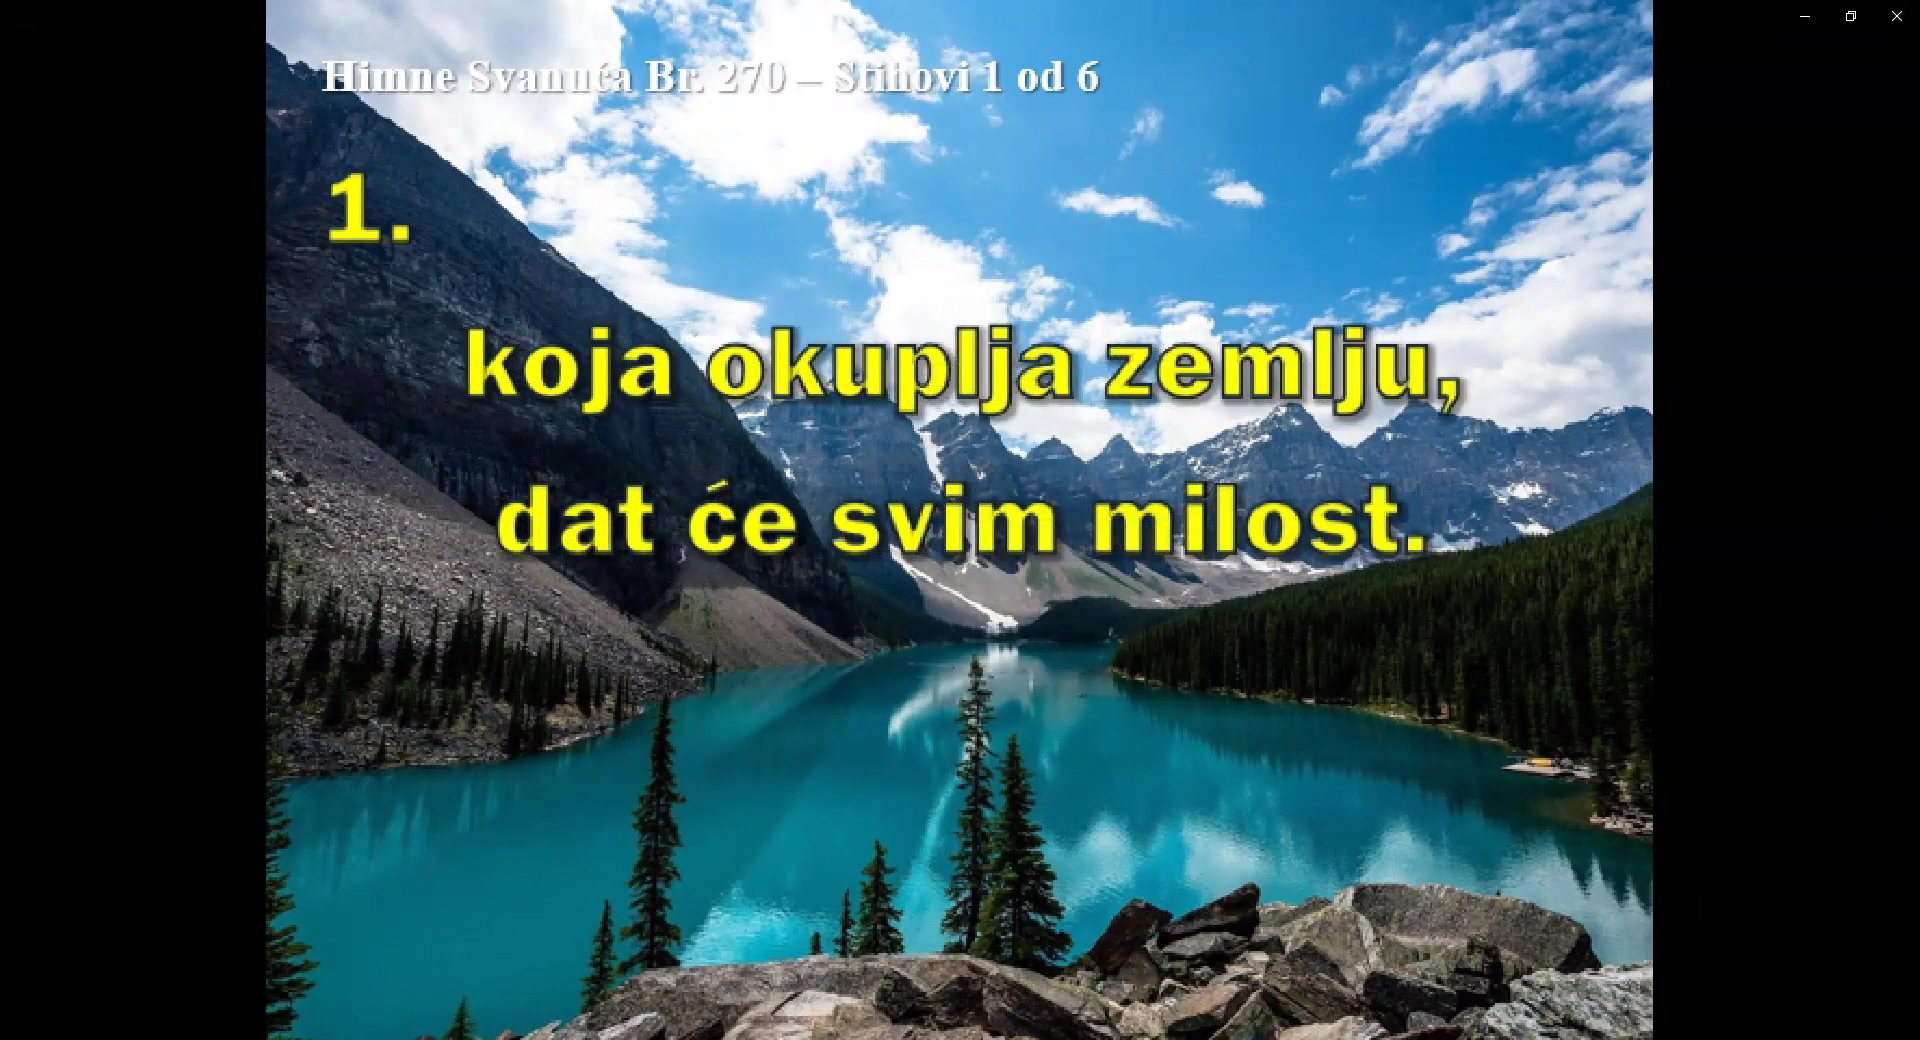 Himne Svanuća Br. 270 – Stihovi 1 od 6
1.
koja okuplja zemlju,
dat će svim milost.